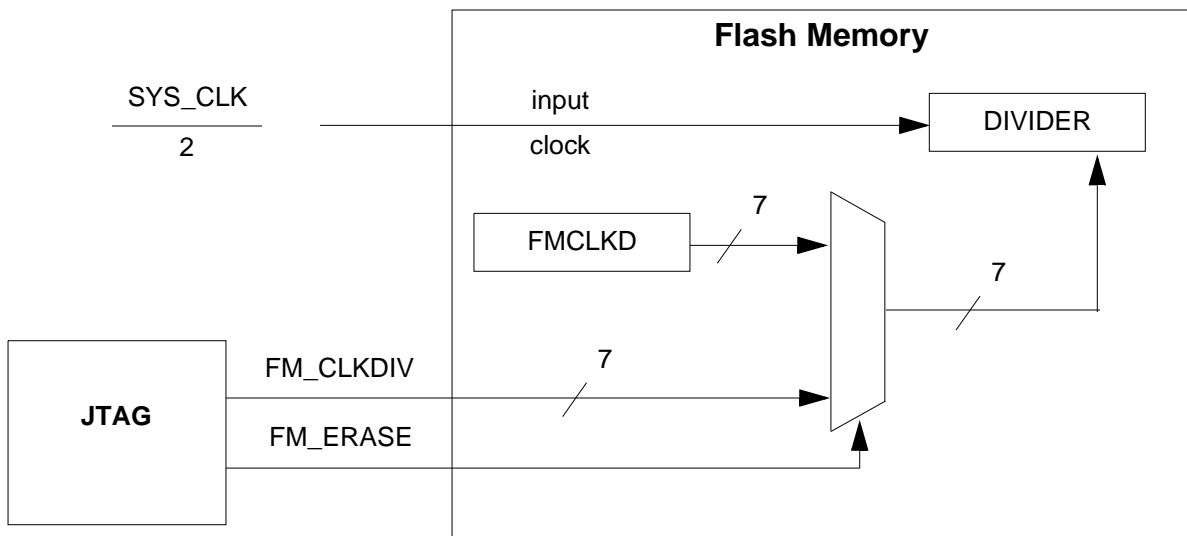 Flash Memory
SYS_CLK
2
input
clock
DIVIDER
7
FMCLKD
7
FM_CLKDIV
7
JTAG
FM_ERASE